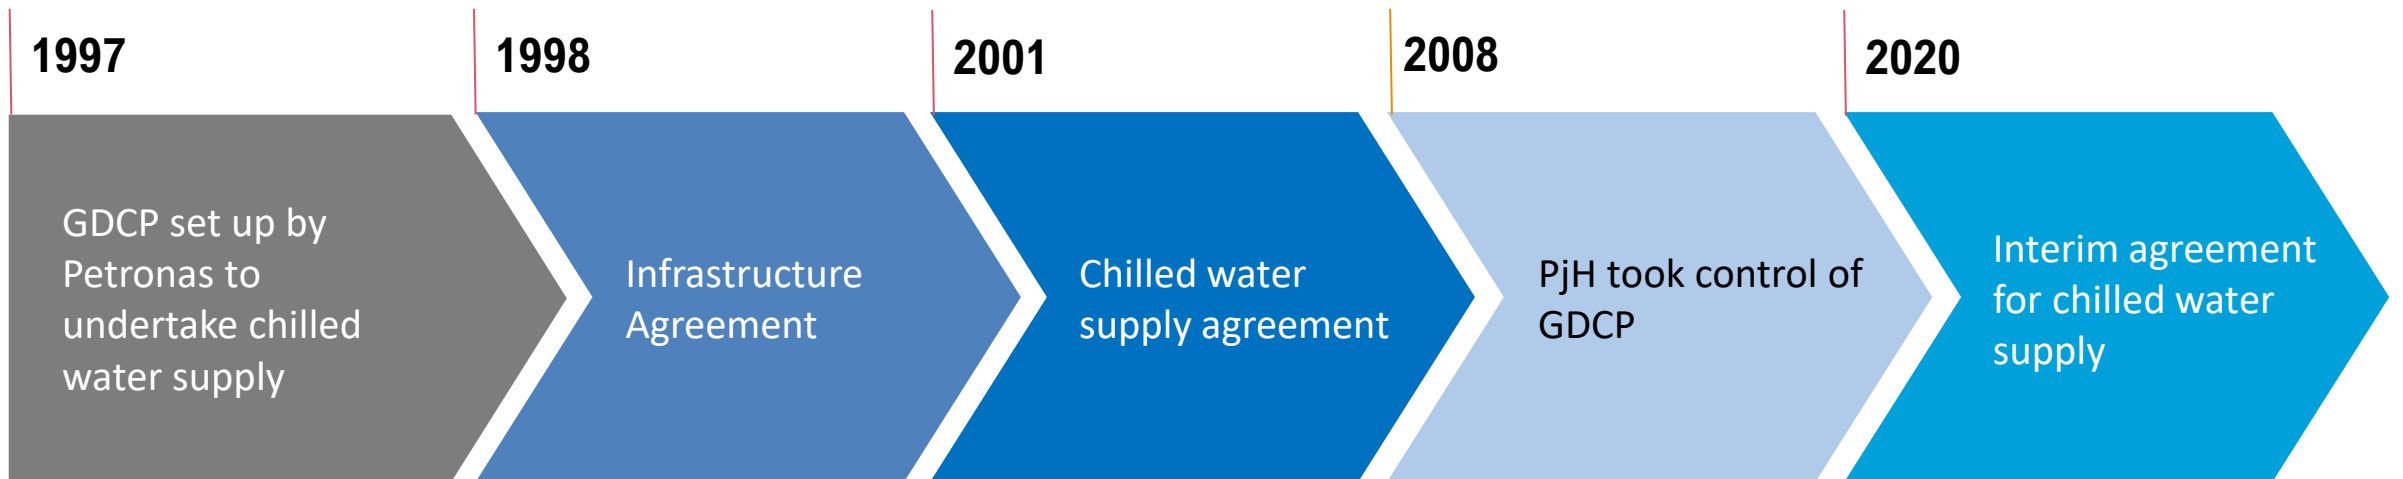 1997
GDCP set up by
Petronas to
undertake chilled
water supply
1998
Infrastructure
Agreement
2001
Chilled water
supply agreement
2008
PjH took control of
GDCP
2020
Interim agreement
for chilled water
supply